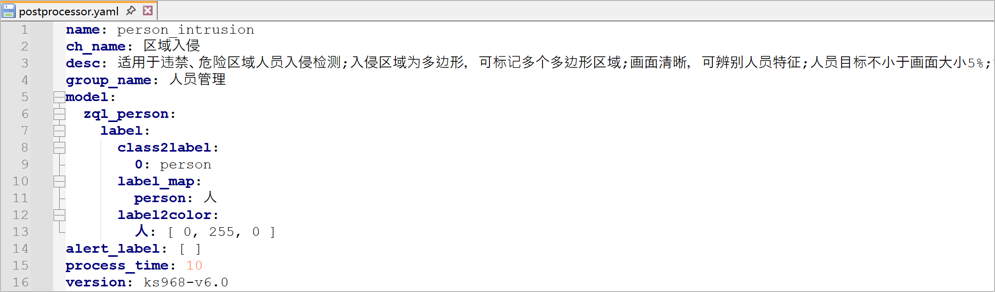 postprocessor.yaml
1 name: person_intrusion
2 ch_name: 区域入侵
3 desc: 适用于违禁、危险区域人员入侵检测;入侵区域为多边形，可标记多个多边形区域;画面清晰，可辨别人员特征;人员目标不小于画面大小5%;
4 group_name: 人员管理
5 model:
6 zql_person:
7 label:
8 class2label:
9 0: person
10 label_map:
11 person: 人
12 label2color:
13 人: [ 0, 255, 0 ]
14 alert_label: [ ]
15 process_time: 10
16 version: ks968-v6.0